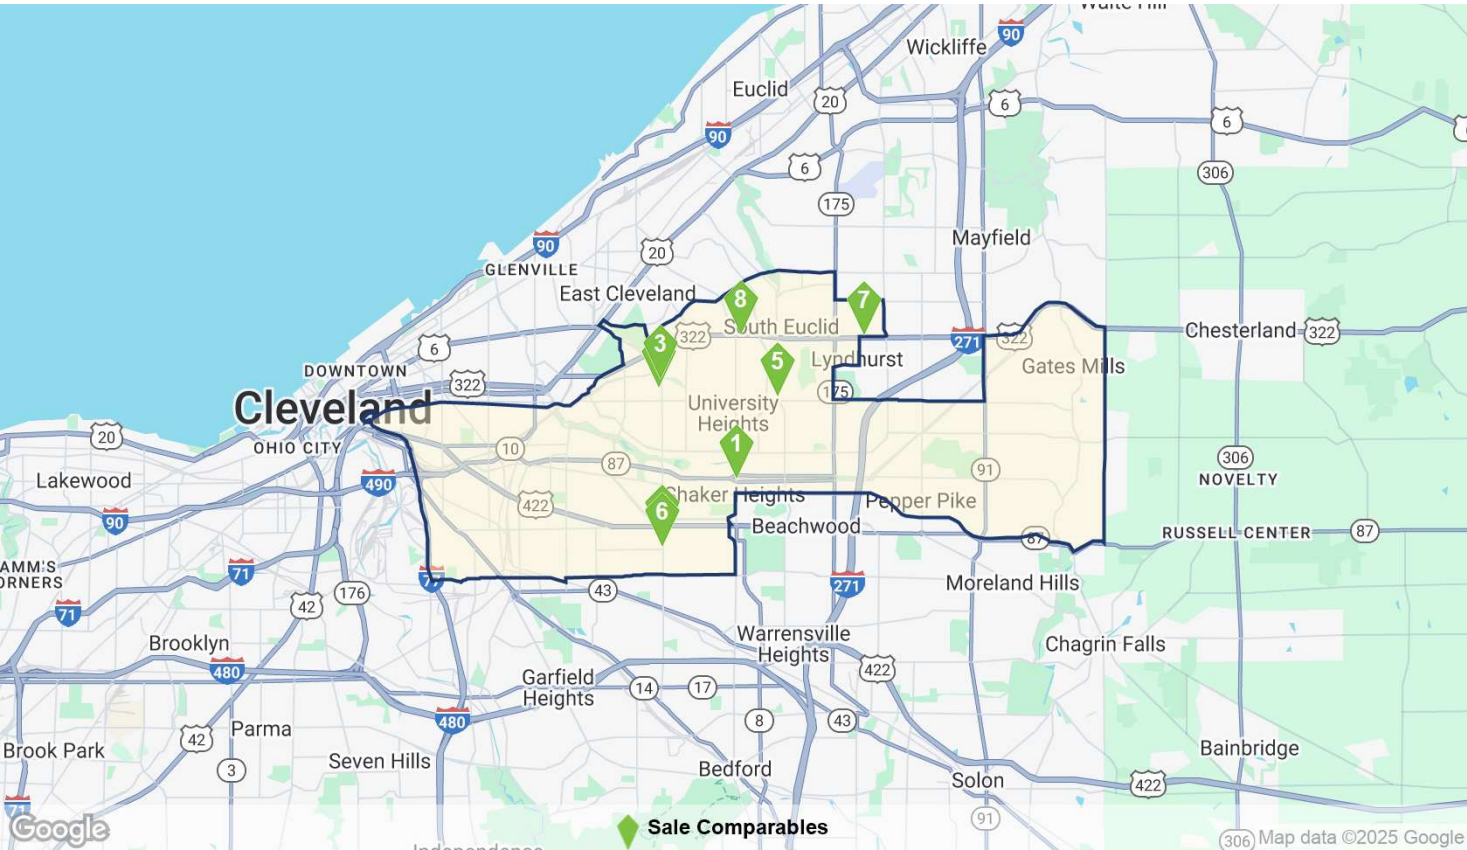 Waite Hill
Wickliffe
90
Euclid
20
6
6
90
6
306
175
Mayfield
90
20
GLENVILLE
East Cleveland
8
7
322
South Euclid
3
271
322
Chesterland
322
6
DOWNTOWN
322
5
Lyndhurst
Gates Mills
175
Cleveland
University
Heights
20
OHIO CITY
10
1
87
91
306
NOVELTY
Lakewood
490
422
Shaker Heights
Pepper Pike
6
90
Beachwood
87
RUSSELL CENTER
87
71
77
271
Moreland Hills
42
176
43
71
Brooklyn
Warrensville
Heights
Chagrin Falls
480
Garfield
Heights
14
17
422
Parma
480
8
43
42
Brook Park
Seven Hills
3
Bedford
Solon
Bainbridge
422
71
Google
Sale Comparables
91
306
Map data ©2025 Google